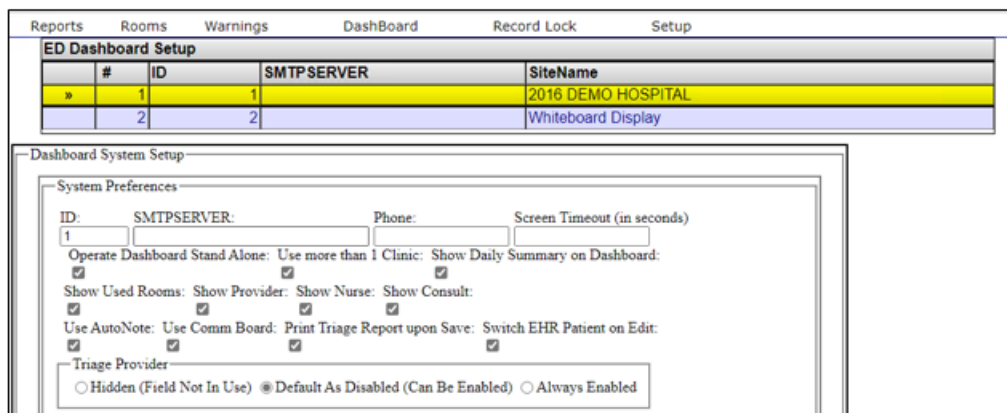 Reports Rooms Warnings DashBoard Record Lock Setup
ED Dashboard Setup
# ID SMTPSERVER SiteName
» 1 1 2016 DEMO HOSPITAL
2 2 Whiteboard Display
Dashboard System Setup
System Preferences
ID: SMTPSERVER: Phone: Screen Timeout (in seconds)
1
Operate Dashboard Stand Alone: Use more than 1 Clinic: Show Daily Summary on Dashboard:
Show Used Rooms: Show Provider: Show Nurse: Show Consult:
Use AutoNote: Use Comm Board: Print Triage Report upon Save: Switch EHR Patient on Edit:
Triage Provider
Hidden (Field Not In Use) Default As Disabled (Can Be Enabled) Always Enabled